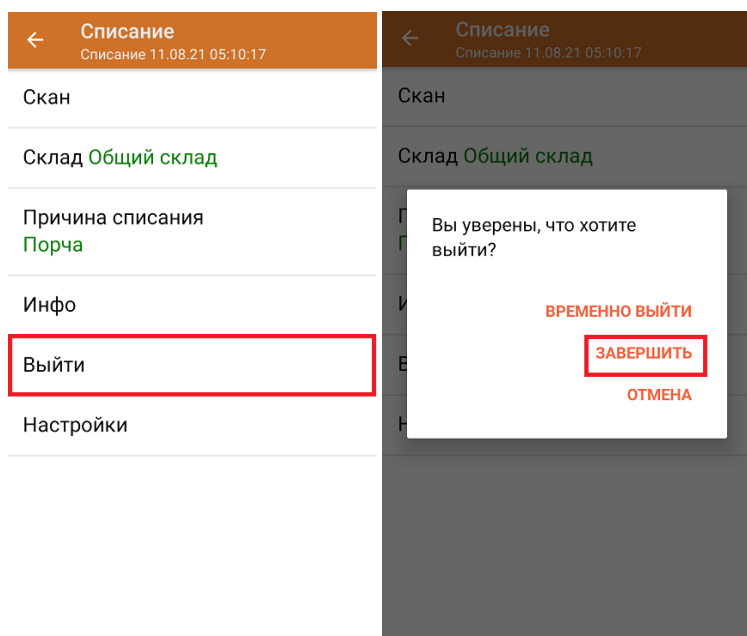 Списание
Списание 11.08.21 05:10:17
Скан
Склад Общий склад
Причина списания
Порча
Инфо
Выйти
Настройки
Списание
Списание 11.08.21 05:10:17
Скан
Склад Общий склад
Вы уверены, что хотите
выйти?
ВРЕМЕННО ВЫЙТИ
ЗАВЕРШИТЬ
ОТМЕНА